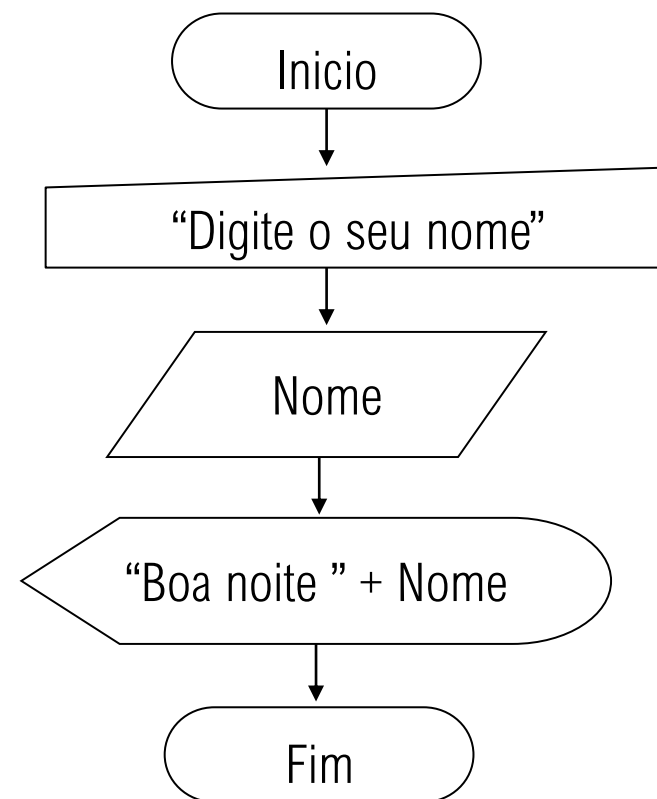 Inicio
“Digite o seu nome”
Nome
“Boa noite ” + Nome
Fim